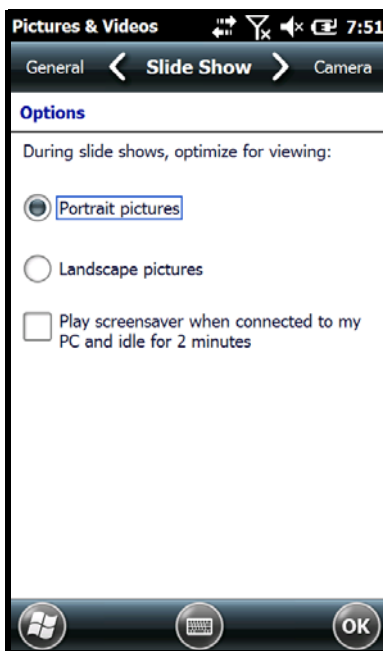 Pictures & Videos 7:51
General Slide Show Camera
Options
During slide shows, optimize for viewing:
Portrait pictures
Landscape pictures
Play screensaver when connected to my
PC and idle for 2 minutes
OK